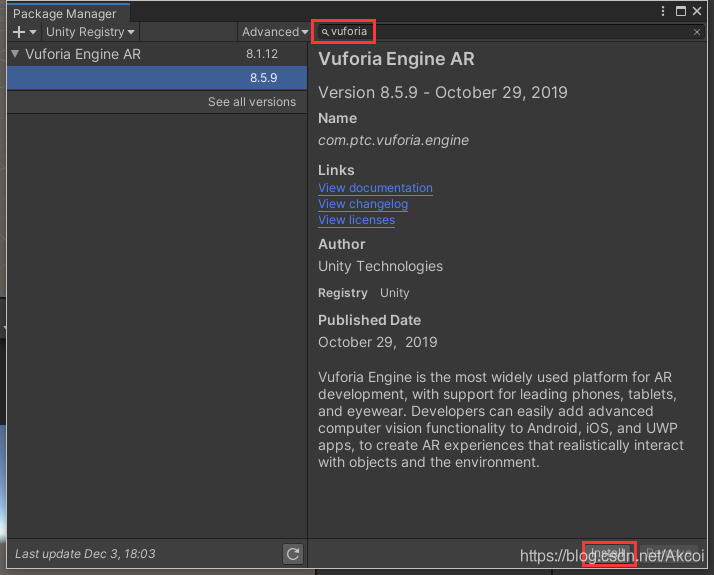 Package Manager
Unity Registry
Advanced
vuforia
Vuforia Engine AR 8.1.12
8.5.9
See all versions
Vuforia Engine AR
Version 8.5.9 - October 29, 2019
Name
com.ptc.vuforia.engine
Links
View documentation
View changelog
View licenses
Author
Unity Technologies
Registry Unity
Published Date
October 29, 2019
Vuforia Engine is the most widely used platform for AR
development, with support for leading phones, tablets,
and eyewear. Developers can easily add advanced
computer vision functionality to Android, iOS, and UWP
apps, to create AR experiences that realistically interact
with objects and the environment.
Last update Dec 3, 18:03
Install Remove
https://blog.csdn.net/Akcoi